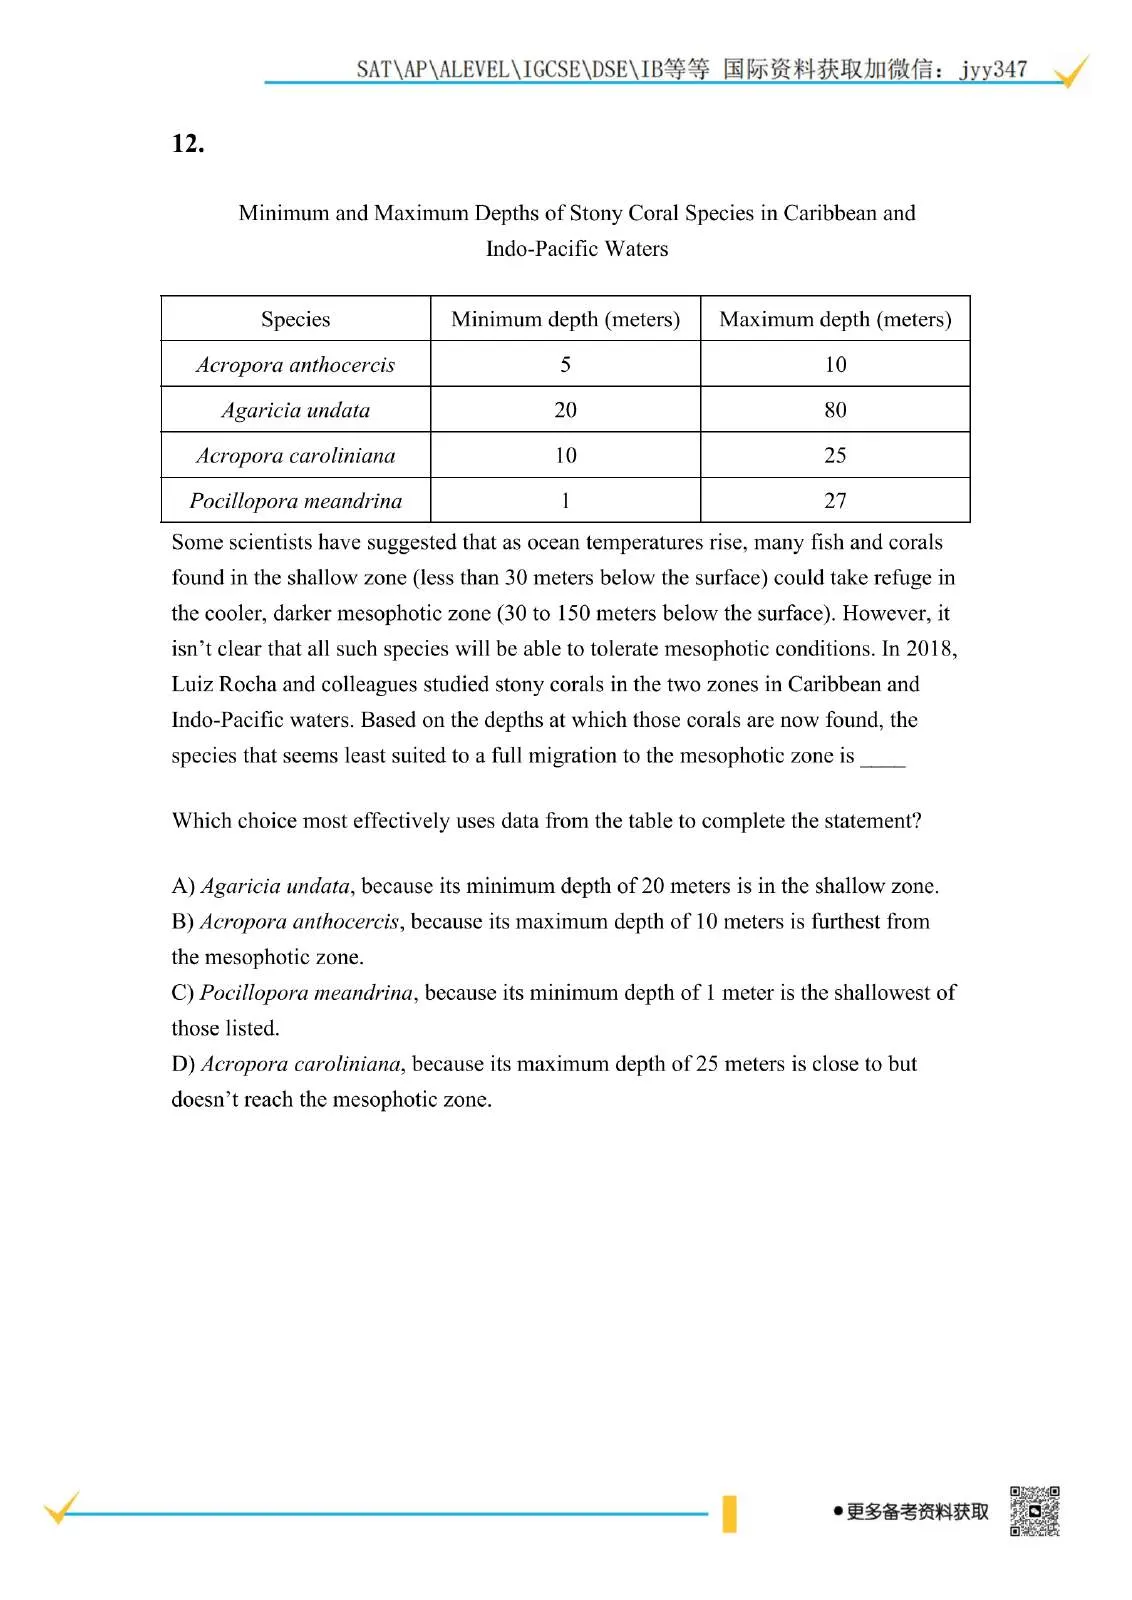 SAT\AP\ALEVEL\IGCSE\DSE\IB等等 国际资料获取加微信：jyy347
12.
Minimum and Maximum Depths of Stony Coral Species in Caribbean and
Indo-Pacific Waters
Species Minimum depth (meters) Maximum depth (meters)
Acropora anthocercis 5 10
Agaricia undata 20 80
Acropora caroliniana 10 25
Pocillopora meandrina 1 27
Some scientists have suggested that as ocean temperatures rise, many fish and corals
found in the shallow zone (less than 30 meters below the surface) could take refuge in
the cooler, darker mesophotic zone (30 to 150 meters below the surface). However, it
isn’t clear that all such species will be able to tolerate mesophotic conditions. In 2018,
Luiz Rocha and colleagues studied stony corals in the two zones in Caribbean and
Indo-Pacific waters. Based on the depths at which those corals are now found, the
species that seems least suited to a full migration to the mesophotic zone is ____
Which choice most effectively uses data from the table to complete the statement?
A) Agaricia undata, because its minimum depth of 20 meters is in the shallow zone.
B) Acropora anthocercis, because its maximum depth of 10 meters is furthest from
the mesophotic zone.
C) Pocillopora meandrina, because its minimum depth of 1 meter is the shallowest of
those listed.
D) Acropora caroliniana, because its maximum depth of 25 meters is close to but
doesn’t reach the mesophotic zone.
●更多备考资料获取